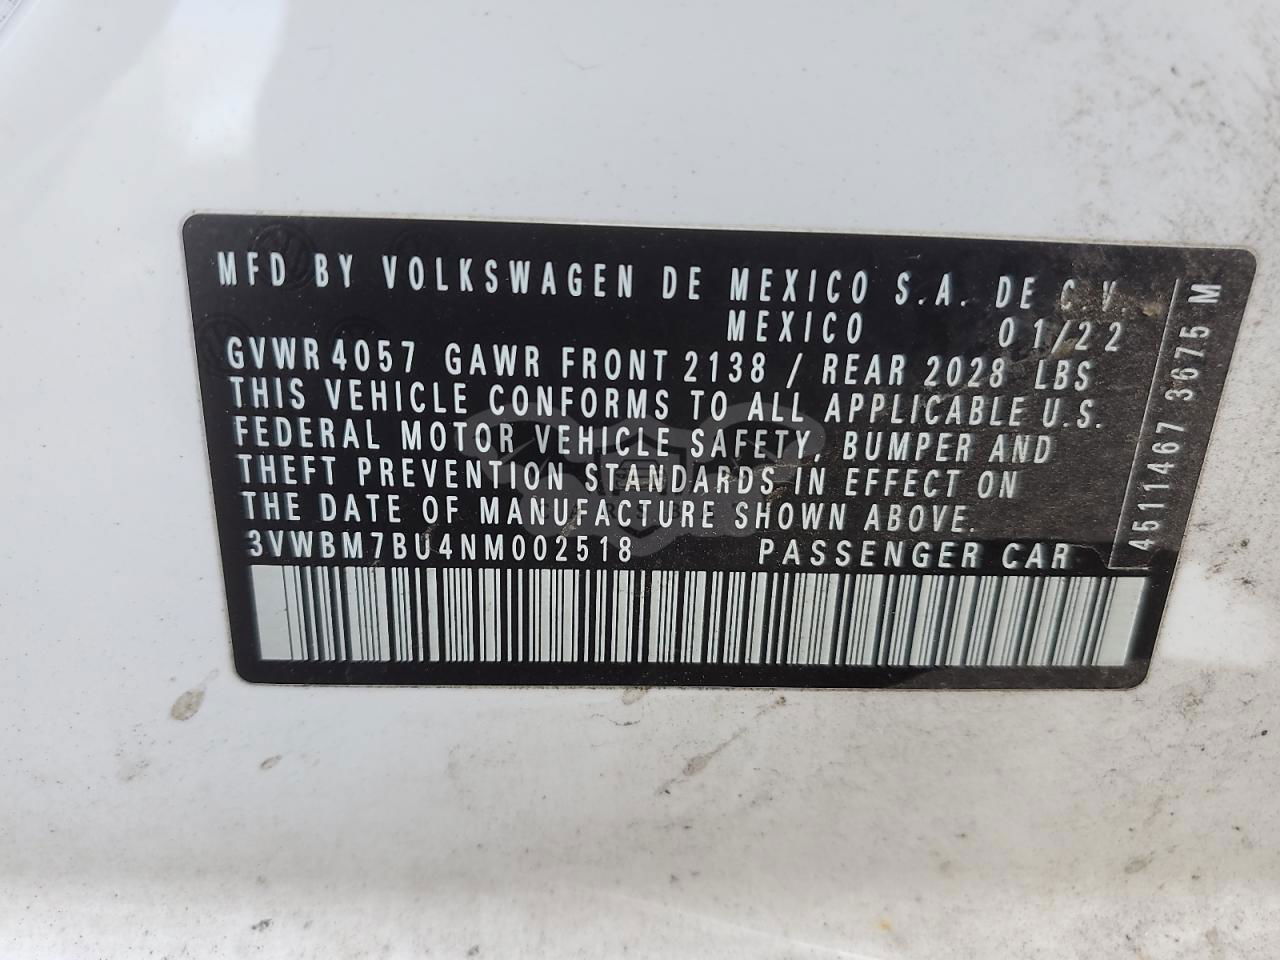 MFD BY VOLKSWAGEN DE MEXICO S.A. DE C.V.
MEXICO 01/22
GVWR 4057 GAWR FRONT 2138 / REAR 2028 LBS
THIS VEHICLE CONFORMS TO ALL APPLICABLE U.S.
FEDERAL MOTOR VEHICLE SAFETY, BUMPER AND
THEFT PREVENTION STANDARDS IN EFFECT ON
THE DATE OF MANUFACTURE SHOWN ABOVE.
3VWBM7BU4NM002518 PASSENGER CAR
4511467 3675 M